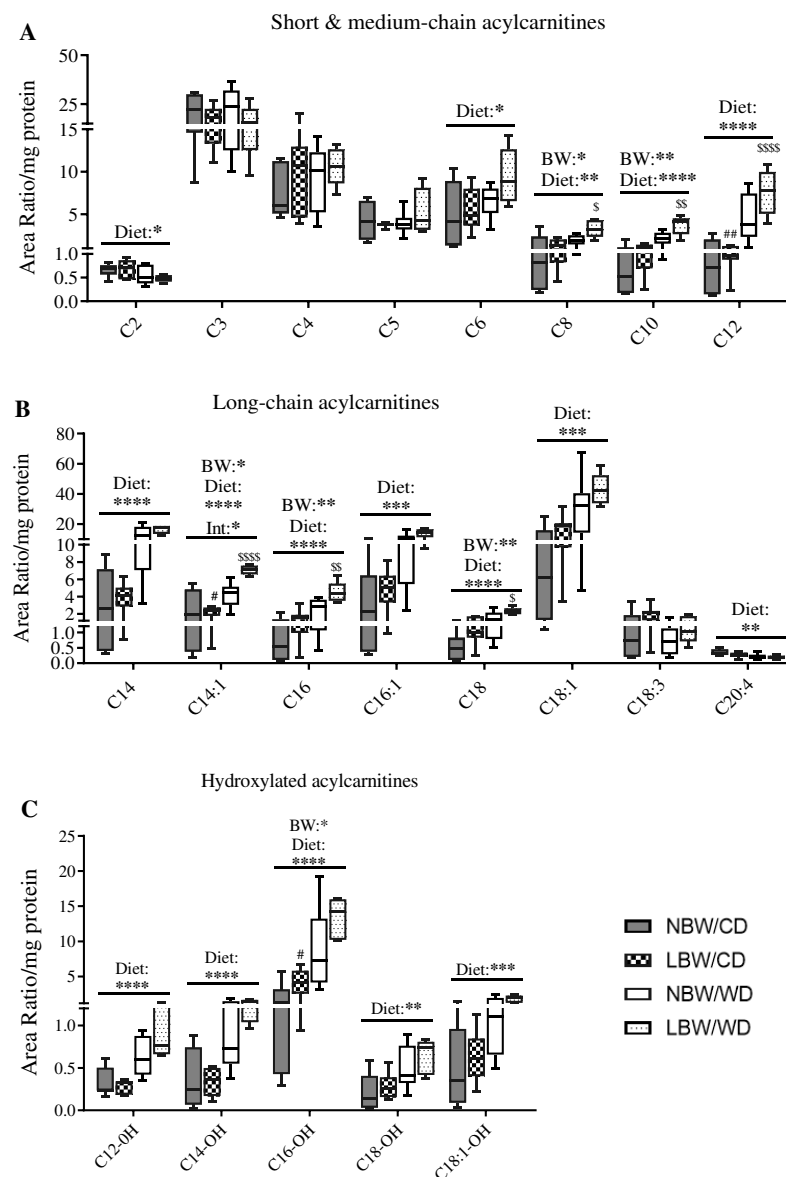 A
Short & medium-chain acylcarnitines
Area Ratio/mg protein
50
25
15
10
5
1.0
0.5
0.0
Diet:*
Diet:*
BW:*
Diet:**
$
BW:**
Diet:****
$$
Diet:
****
$$$$
##
C2
C3
C4
C5
C6
C8
C10
C12
B
Long-chain acylcarnitines
Area Ratio/mg protein
80
60
40
20
10
8
6
4
2
1.0
0.5
0.0
Diet:
****
BW:*
Diet:
****
Int:*
$$$$
#
BW:**
Diet:
****
$$
Diet:
***
BW:**
Diet:
****
$
Diet:
***
Diet:
**
C14
C14:1
C16
C16:1
C18
C18:1
C18:3
C20:4
C
Hydroxylated acylcarnitines
Area Ratio/mg protein
25
20
15
10
5
1.0
0.5
0.0
Diet:
****
Diet:
****
BW:*
Diet:
****
#
Diet:**
Diet:***
C12-0H
C14-OH
C16-OH
C18-OH
C18:1-OH
NBW/CD
LBW/CD
NBW/WD
LBW/WD